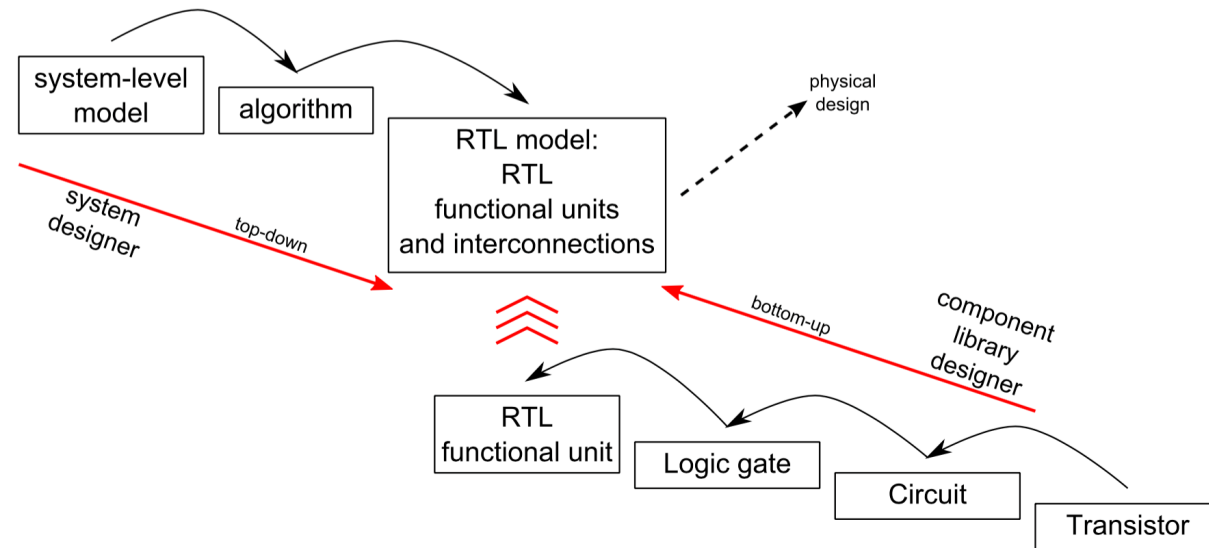 system-level
model
algorithm
RTL model:
RTL
functional units
and interconnections
physical
design
system
designer
top-down
bottom-up
component
library
designer
RTL
functional unit
Logic gate
Circuit
Transistor